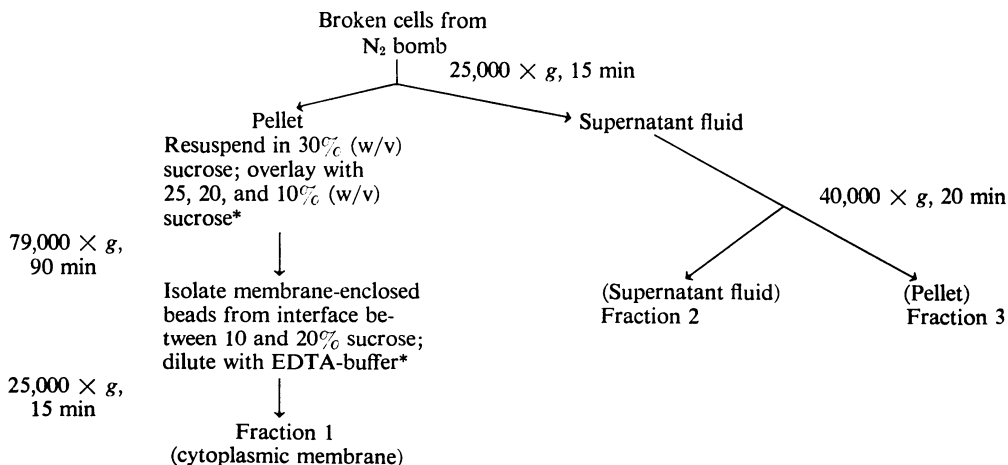 Broken cells from
N₂ bomb
25,000 × g, 15 min
Pellet
Resuspend in 30% (w/v)
sucrose; overlay with
25, 20, and 10% (w/v)
sucrose*
Supernatant fluid
40,000 × g, 20 min
79,000 × g,
90 min
Isolate membrane-enclosed
beads from interface be-
tween 10 and 20% sucrose;
dilute with EDTA-buffer*
(Supernatant fluid)
Fraction 2
(Pellet)
Fraction 3
25,000 × g,
15 min
Fraction 1
(cytoplasmic membrane)